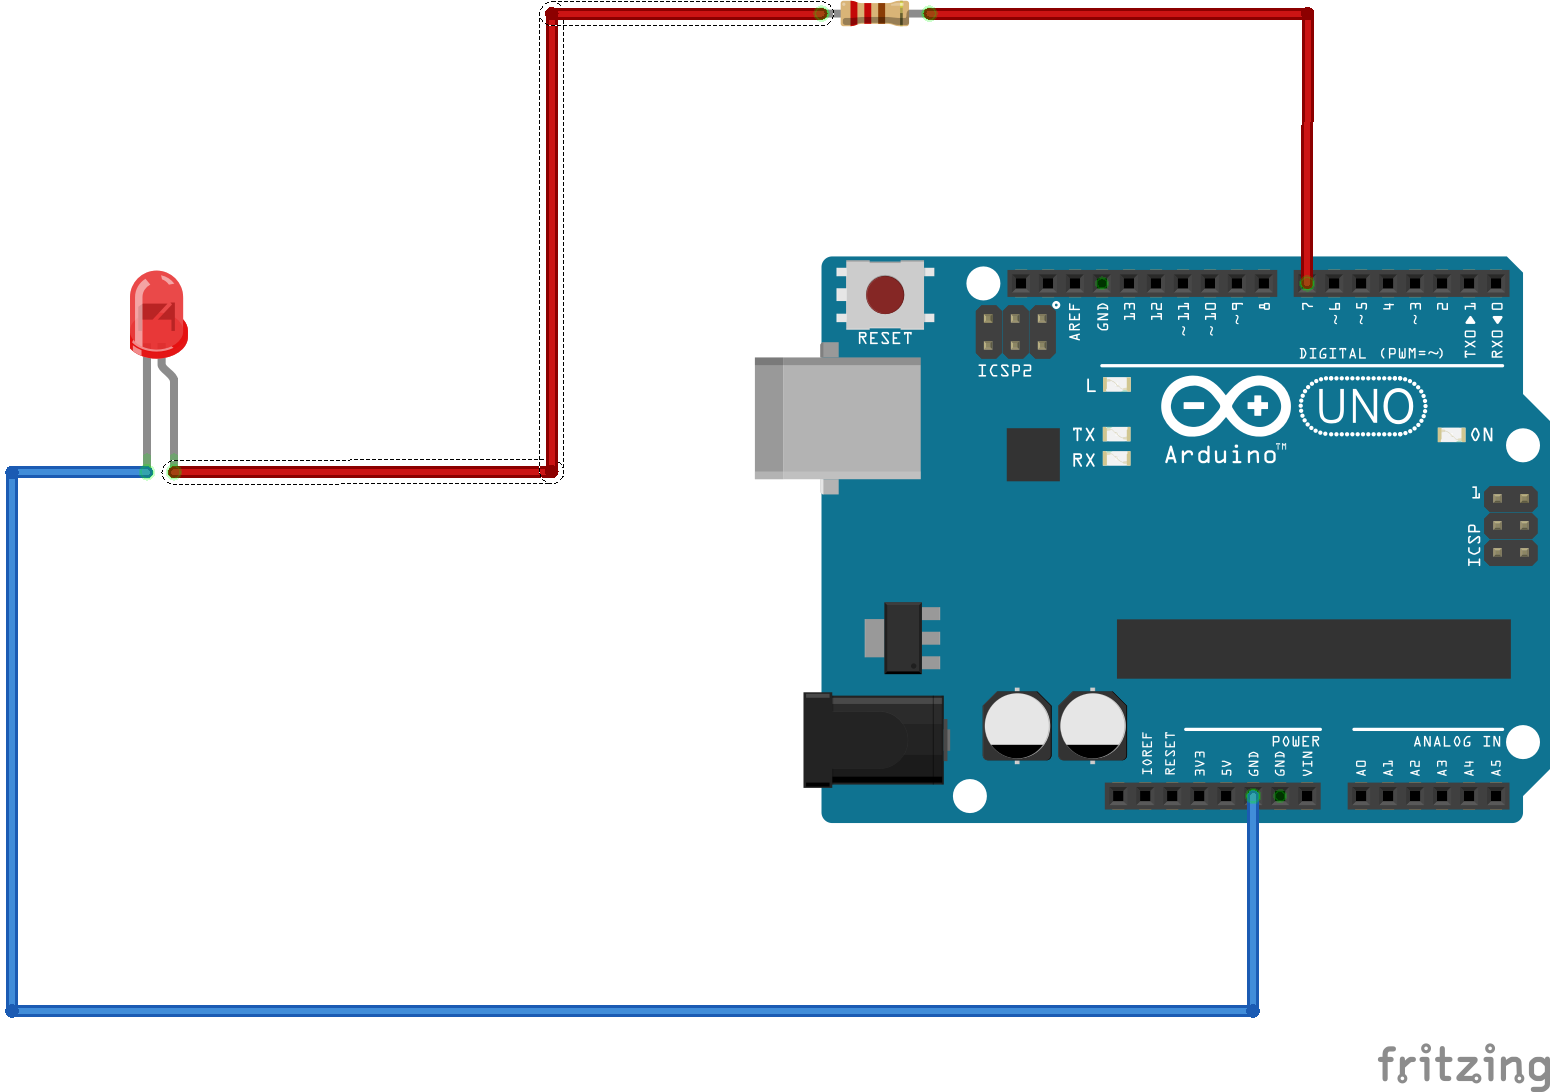 RESET
ICSP2
AREF
GND
13
12
~11
~10
~9
8
7
~6
~5
4
~3
2
TX0▶1
RX0◀0
DIGITAL (PWM=~)
L
TX
RX
UNO
Arduino™
ON
1
ICSP
POWER
ANALOG IN
IOREF
RESET
3V3
5V
GND
GND
VIN
A0
A1
A2
A3
A4
A5
fritzing